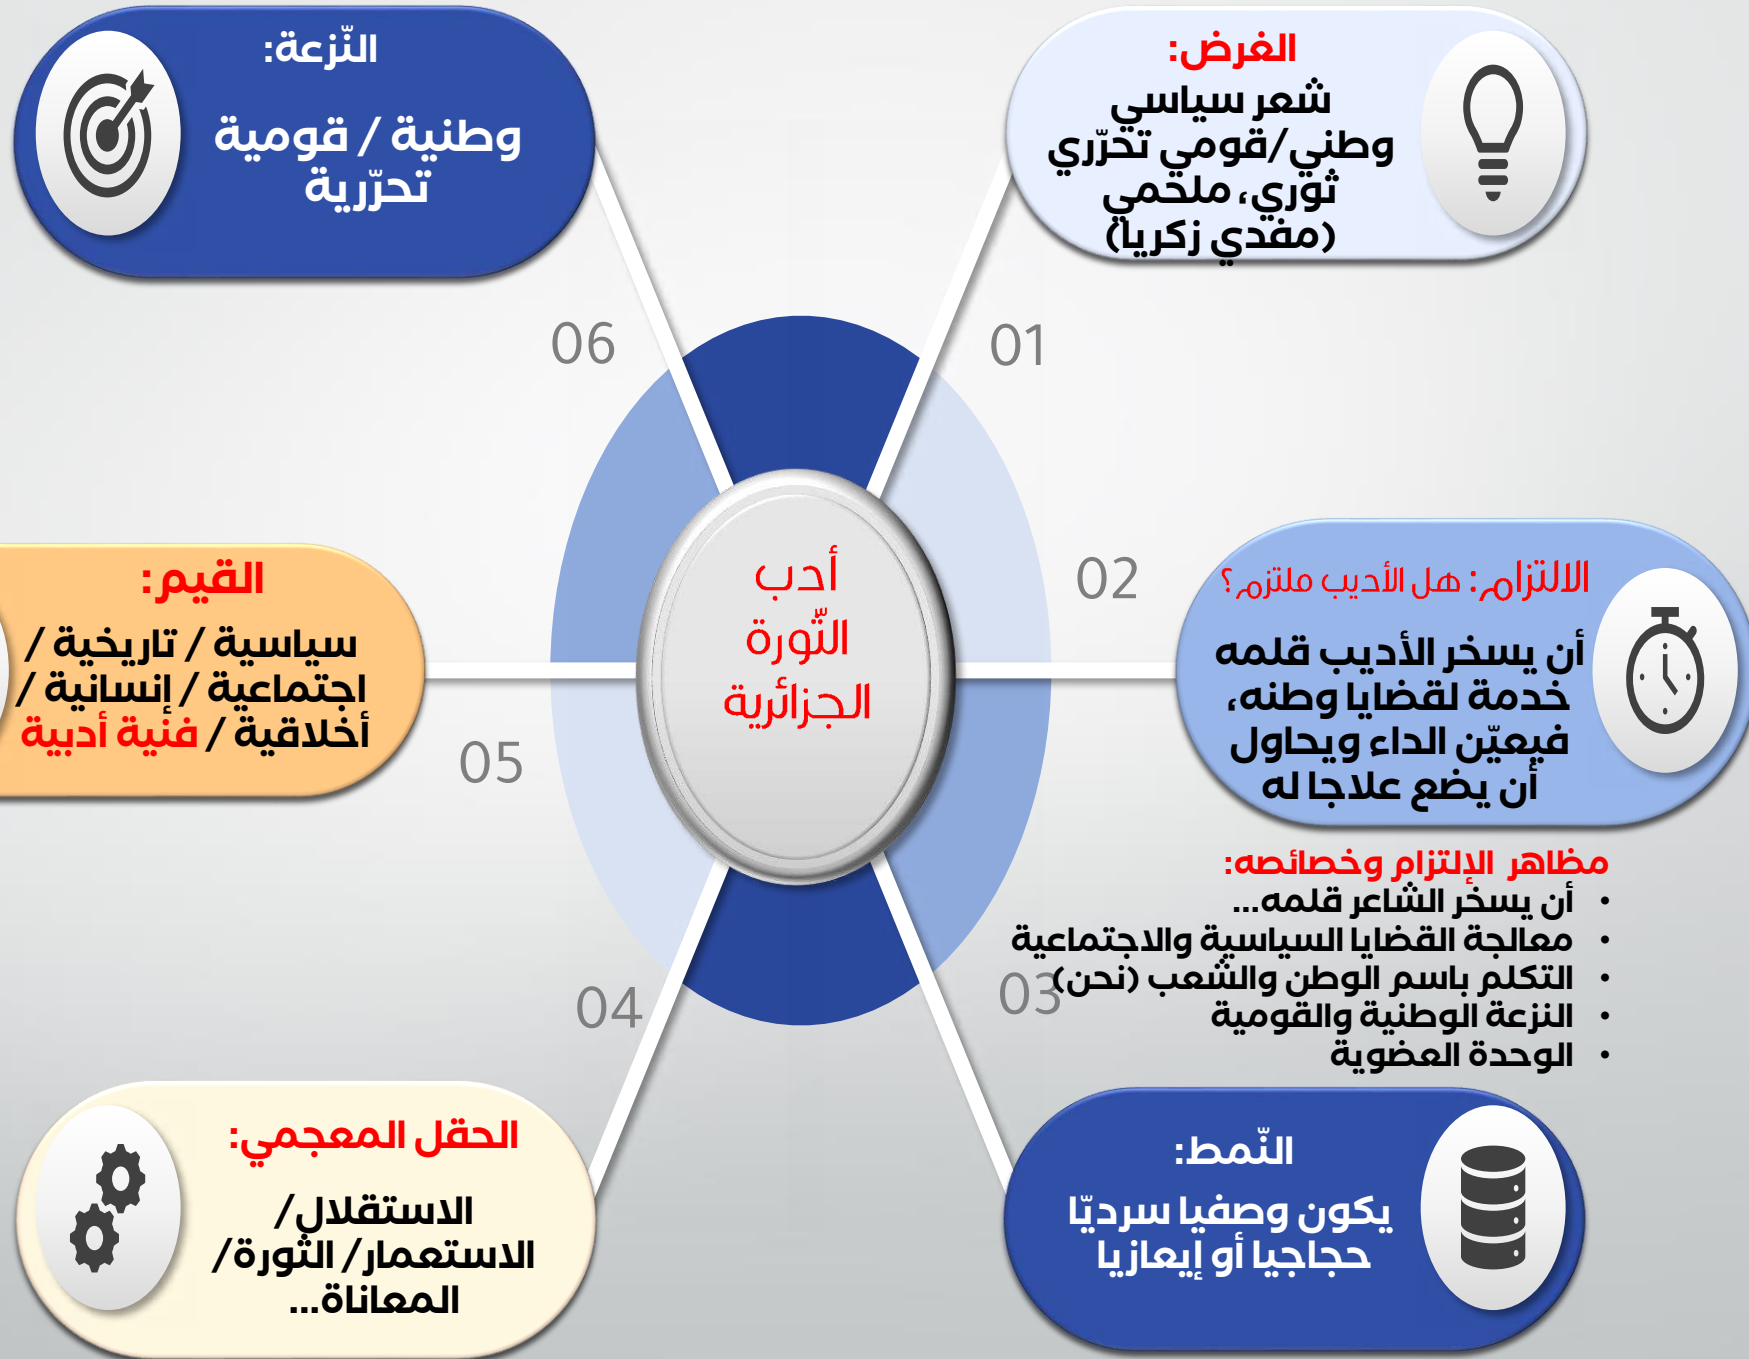 أدب
الثّورة
الجزائرية
01
الغرض:
شعر سياسي
وطني/قومي تحرّري
ثوري، ملحمي
(مفدي زكريا)
02
الالتزام: هل الأديب ملتزم؟
أن يسخر الأديب قلمه
خدمة لقضايا وطنه،
فيعيّن الداء ويحاول
أن يضع علاجا له
مظاهر الإلتزام وخصائصه:
• أن يسخر الشاعر قلمه...
• معالجة القضايا السياسية والاجتماعية
• التكلم باسم الوطن والشعب (نحن)
• النزعة الوطنية والقومية
• الوحدة العضوية
03
النّمط:
يكون وصفيا سرديّا
حجاجيا أو إيعازيا
04
الحقل المعجمي:
الاستقلال/
الاستعمار/ الثورة/
المعاناة...
05
القيم:
سياسية / تاريخية /
اجتماعية / إنسانية /
أخلاقية / فنية أدبية
06
النّزعة:
وطنية / قومية
تحرّرية